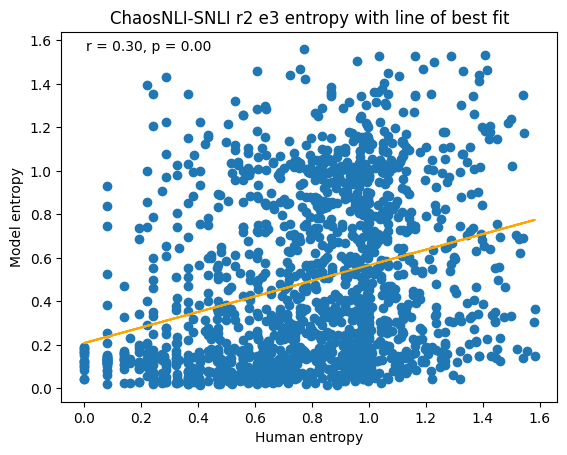 ChaosNLI-SNLI r2 e3 entropy with line of best fit
r = 0.30, p = 0.00
1.6
1.4
1.2
1.0
0.8
0.6
0.4
0.2
0.0
Model entropy
0.0 0.2 0.4 0.6 0.8 1.0 1.2 1.4 1.6
Human entropy